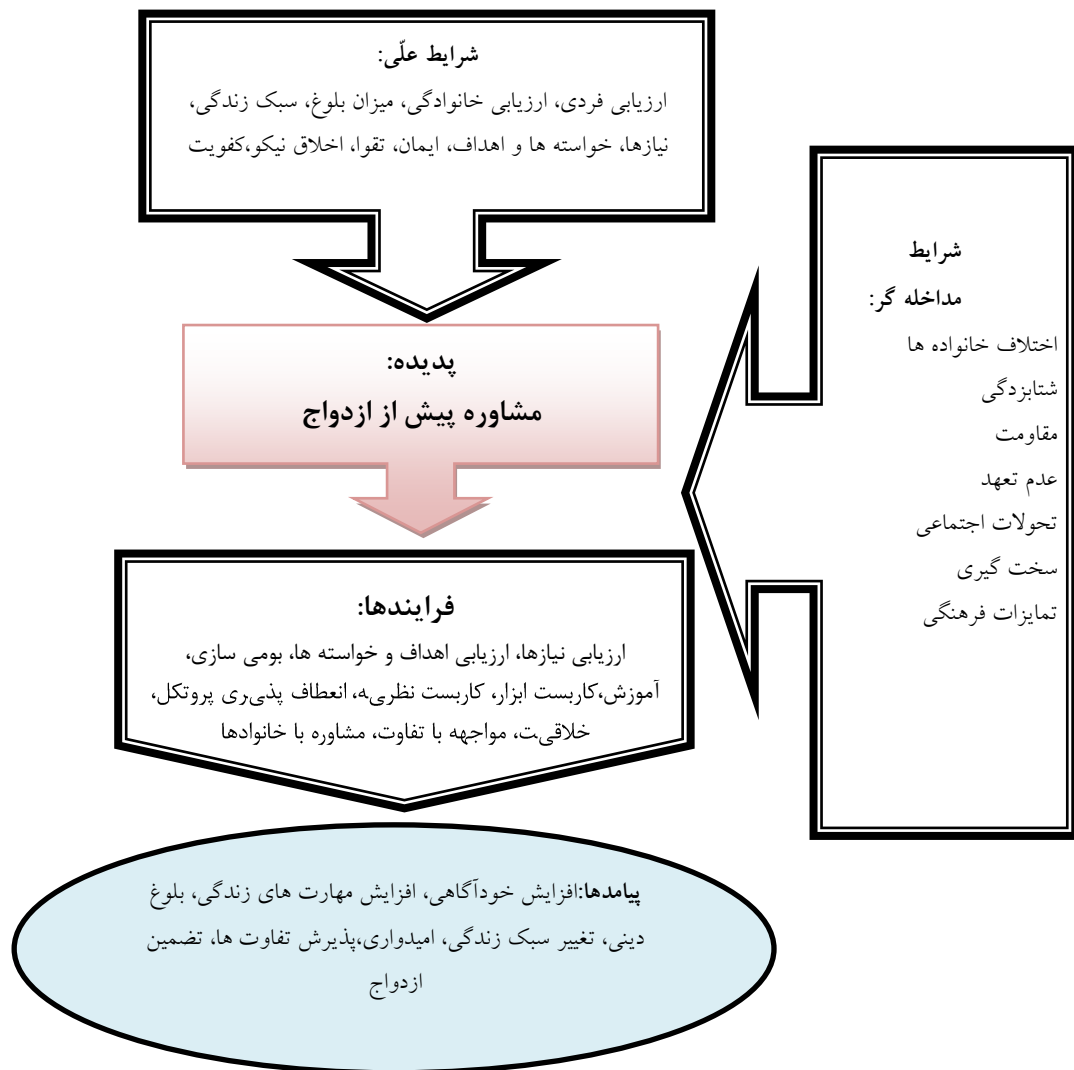 شرایط علّی:
ارزیابی فردی، ارزیابی خانوادگی، میزان بلوغ، سبک زندگی،
نیازها، خواسته ها و اهداف، ایمان، تقوا، اخلاق نیکو،کفویت
شرایط
مداخله گر:
اختلاف خانواده ها
شتابزدگی
مقاومت
عدم تعهد
تحولات اجتماعی
سخت گیری
تمایزات فرهنگی
پدیده:
مشاوره پیش از ازدواج
فرایندها:
ارزیابی نیازها، ارزیابی اهداف و خواسته ها، بومی سازی،
آموزش،کاربست ابزار، کاربست نظریه، انعطاف پذیری پروتکل،
خلاقیت، مواجهه با تفاوت، مشاوره با خانوادها
پیامدها:افزایش خودآگاهی، افزایش مهارت های زندگی، بلوغ
دینی، تغییر سبک زندگی، امیدواری،پذیرش تفاوت ها، تضمین
ازدواج